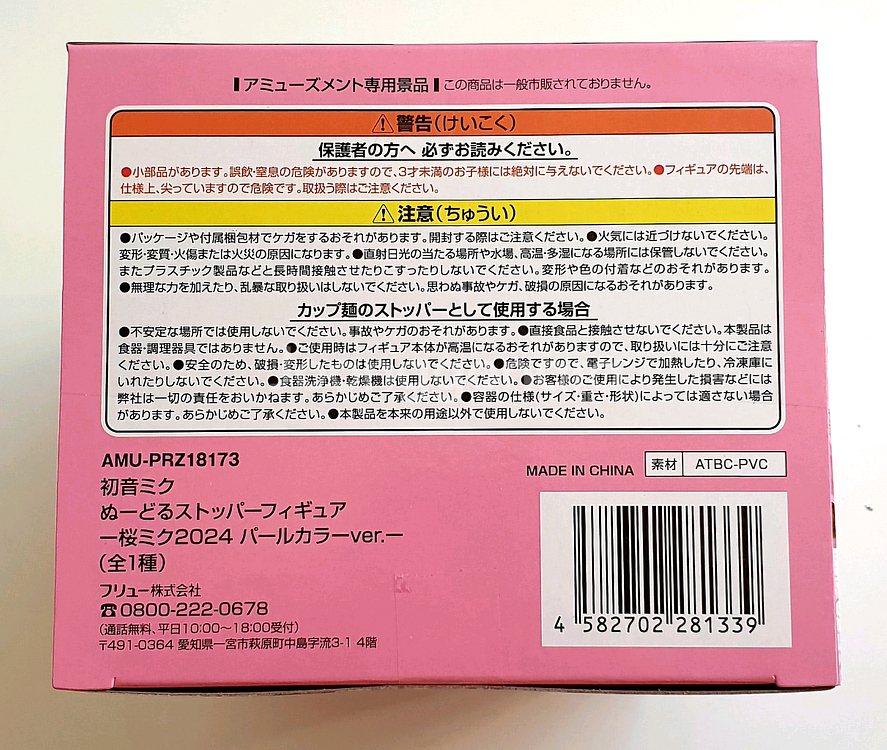 アミューズメント専用景品 この商品は一般市販されておりません。
⚠警告(けいこく)
保護者の方へ 必ずお読みください。
●小部品があります。誤飲・窒息の危険がありますので、3才未満のお子様には絶対に与えないでください。●フィギュアの先端は、
仕様上、尖っていますので危険です。取扱う際はご注意ください。
⚠注意(ちゅうい)
●パッケージや付属梱包材でケガをするおそれがあります。開封する際はご注意ください。●火気には近づけないでください。
変形・変質・火傷または火災の原因になります。●直射日光の当たる場所や水場、高温・多湿になる場所には保管しないでください。
またプラスチック製品などと長時間接触させたりこすったりしないでください。変形や色の付着などのおそれがあります。
●無理な力を加えたり、乱暴な取り扱いはしないでください。思わぬ事故やケガ、破損の原因になるおそれがあります。
カップ麺のストッパーとして使用する場合
●不安定な場所では使用しないでください。事故やケガのおそれがあります。●直接食品と接触させないでください。本製品は
食器・調理器具ではありません。●ご使用時はフィギュア本体が高温になるおそれがありますので、取り扱いには十分にご注意
ください。●安全のため、破損・変形したものは使用しないでください。●危険ですので、電子レンジで加熱したり、冷凍庫に
いれたりしないでください。●食器洗浄機・乾燥機は使用しないでください。●お客様のご使用により発生した損害などには
弊社は一切の責任をおいかねます。あらかじめご了承ください。●容器の仕様(サイズ・重さ・形状)によっては適さない場合
があります。あらかじめご了承ください。●本製品を本来の用途以外で使用しないでください。
AMU-PRZ18173
初音ミク
ぬーどるストッパーフィギュア
ー桜ミク2024 パールカラーver.ー
(全1種)
フリュー株式会社
☎0800-222-0678
(通話無料、平日10:00〜18:00受付)
〒491-0364 愛知県一宮市萩原町中島字流3-1 4階
MADE IN CHINA 素材 ATBC-PVC
4 582702 281339